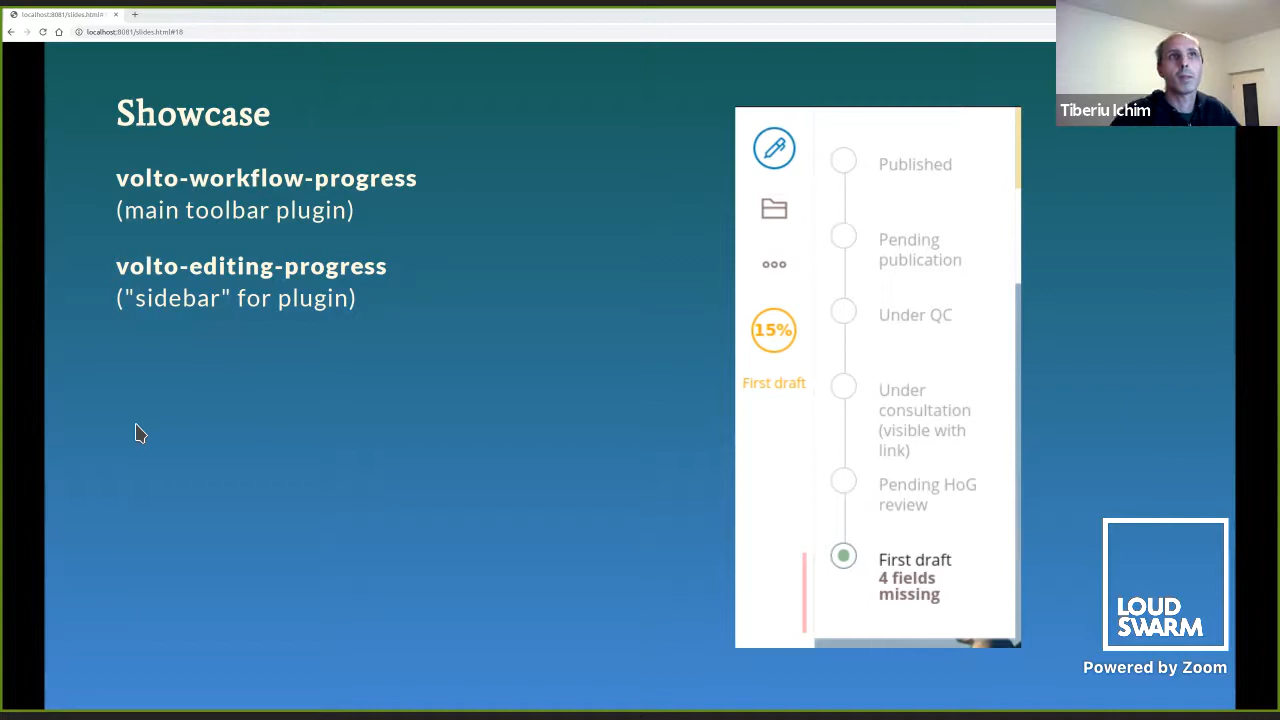 localhost:8081/slides.html#
localhost:8081/slides.html#18
Tiberiu Ichim
Showcase
volto-workflow-progress
(main toolbar plugin)
volto-editing-progress
("sidebar" for plugin)
15%
First draft
Published
Pending
publication
Under QC
Under
consultation
(visible with
link)
Pending HoG
review
First draft
4 fields
missing
LOUD
SWARM
Powered by Zoom